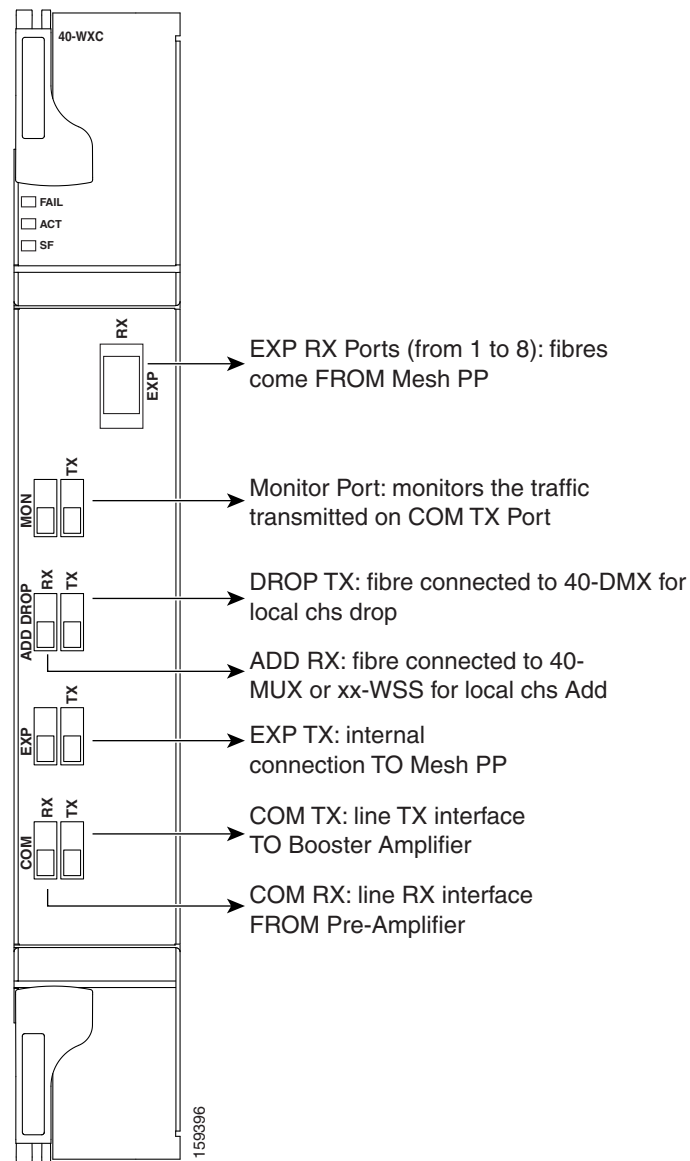 40-WXC
FAIL
ACT
SF
RX
EXP
EXP RX Ports (from 1 to 8): fibres
come FROM Mesh PP
MON
TX
Monitor Port: monitors the traffic
transmitted on COM TX Port
ADD DROP
RX
TX
DROP TX: fibre connected to 40-DMX for
local chs drop
ADD RX: fibre connected to 40-
MUX or xx-WSS for local chs Add
EXP
TX
EXP TX: internal
connection TO Mesh PP
COM
RX
TX
COM TX: line TX interface
TO Booster Amplifier
COM RX: line RX interface
FROM Pre-Amplifier
159396